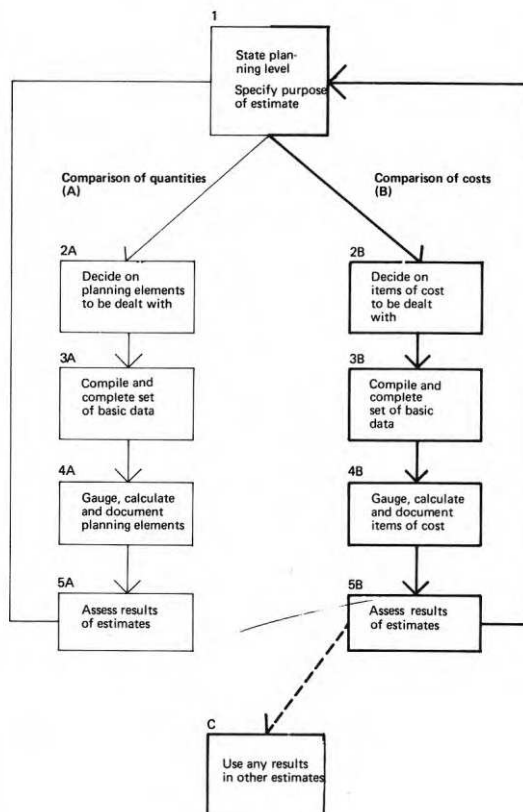 1
State plan-
ning level
Specify purpose
of estimate
Comparison of quantities
(A)
Comparison of costs
(B)
2A
Decide on
planning elements
to be dealt with
2B
Decide on
items of cost
to be dealt
with
3A
Compile and
complete set
of basic data
3B
Compile and
complete
set of basic
data
4A
Gauge, calculate
and document
planning elements
4B
Gauge, calculate
and document
items of cost
5A
Assess results
of estimates
5B
Assess results
of estimates
C
Use any results
in other estimates